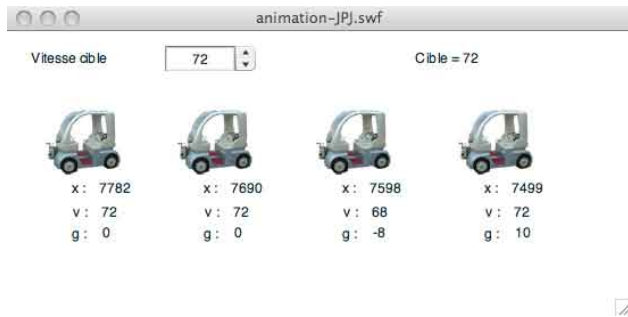 animation-JPJ.swf
Vitesse cible 72 Cible = 72
x : 7782 x : 7690 x : 7598 x : 7499
v : 72 v : 72 v : 68 v : 72
g : 0 g : 0 g : -8 g : 10